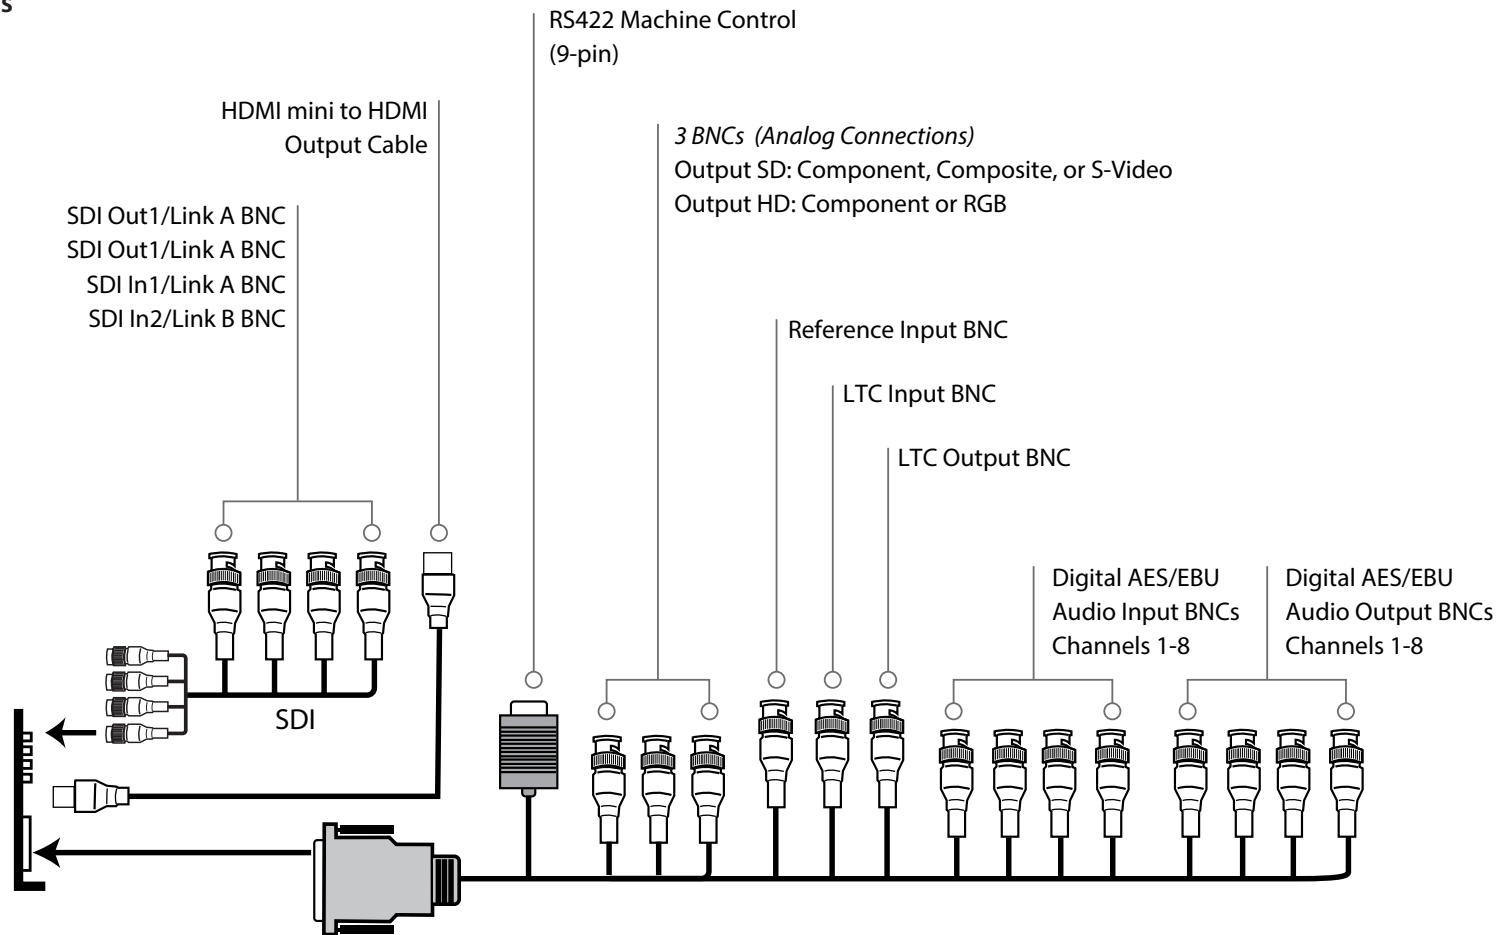 RS422 Machine Control
(9-pin)
HDMI mini to HDMI
Output Cable
3 BNCs (Analog Connections)
Output SD: Component, Composite, or S-Video
Output HD: Component or RGB
SDI Out1/Link A BNC
SDI Out1/Link A BNC
SDI In1/Link A BNC
SDI In2/Link B BNC
Reference Input BNC
LTC Input BNC
LTC Output BNC
Digital AES/EBU
Audio Input BNCs
Channels 1-8
Digital AES/EBU
Audio Output BNCs
Channels 1-8
SDI